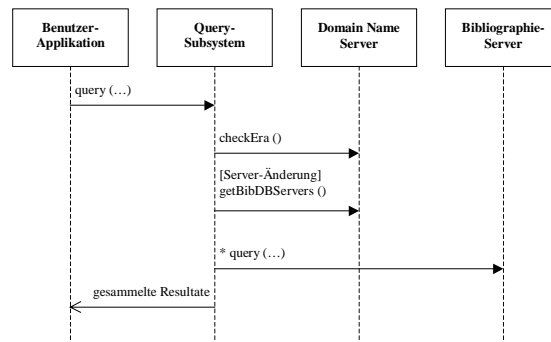 Benutzer-
Applikation
Query-
Subsystem
Domain Name
Server
Bibliographie-
Server
query (…)
checkEra ()
[Server-Änderung]
getBibDBServers ()
* query (…)
gesammelte Resultate